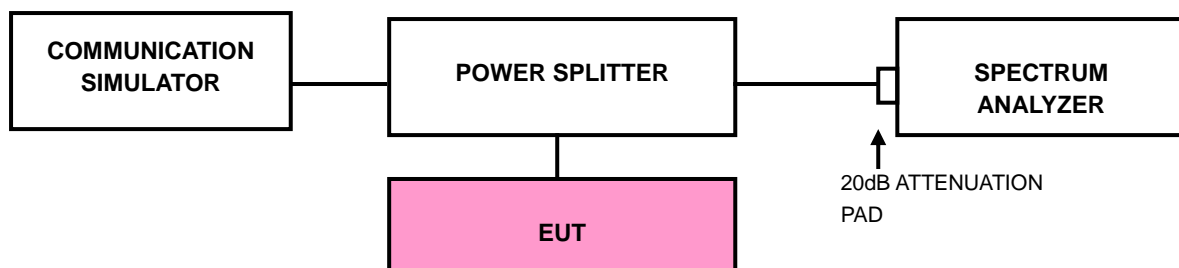 COMMUNICATION
SIMULATOR
POWER SPLITTER
SPECTRUM
ANALYZER
20dB ATTENUATION
PAD
EUT